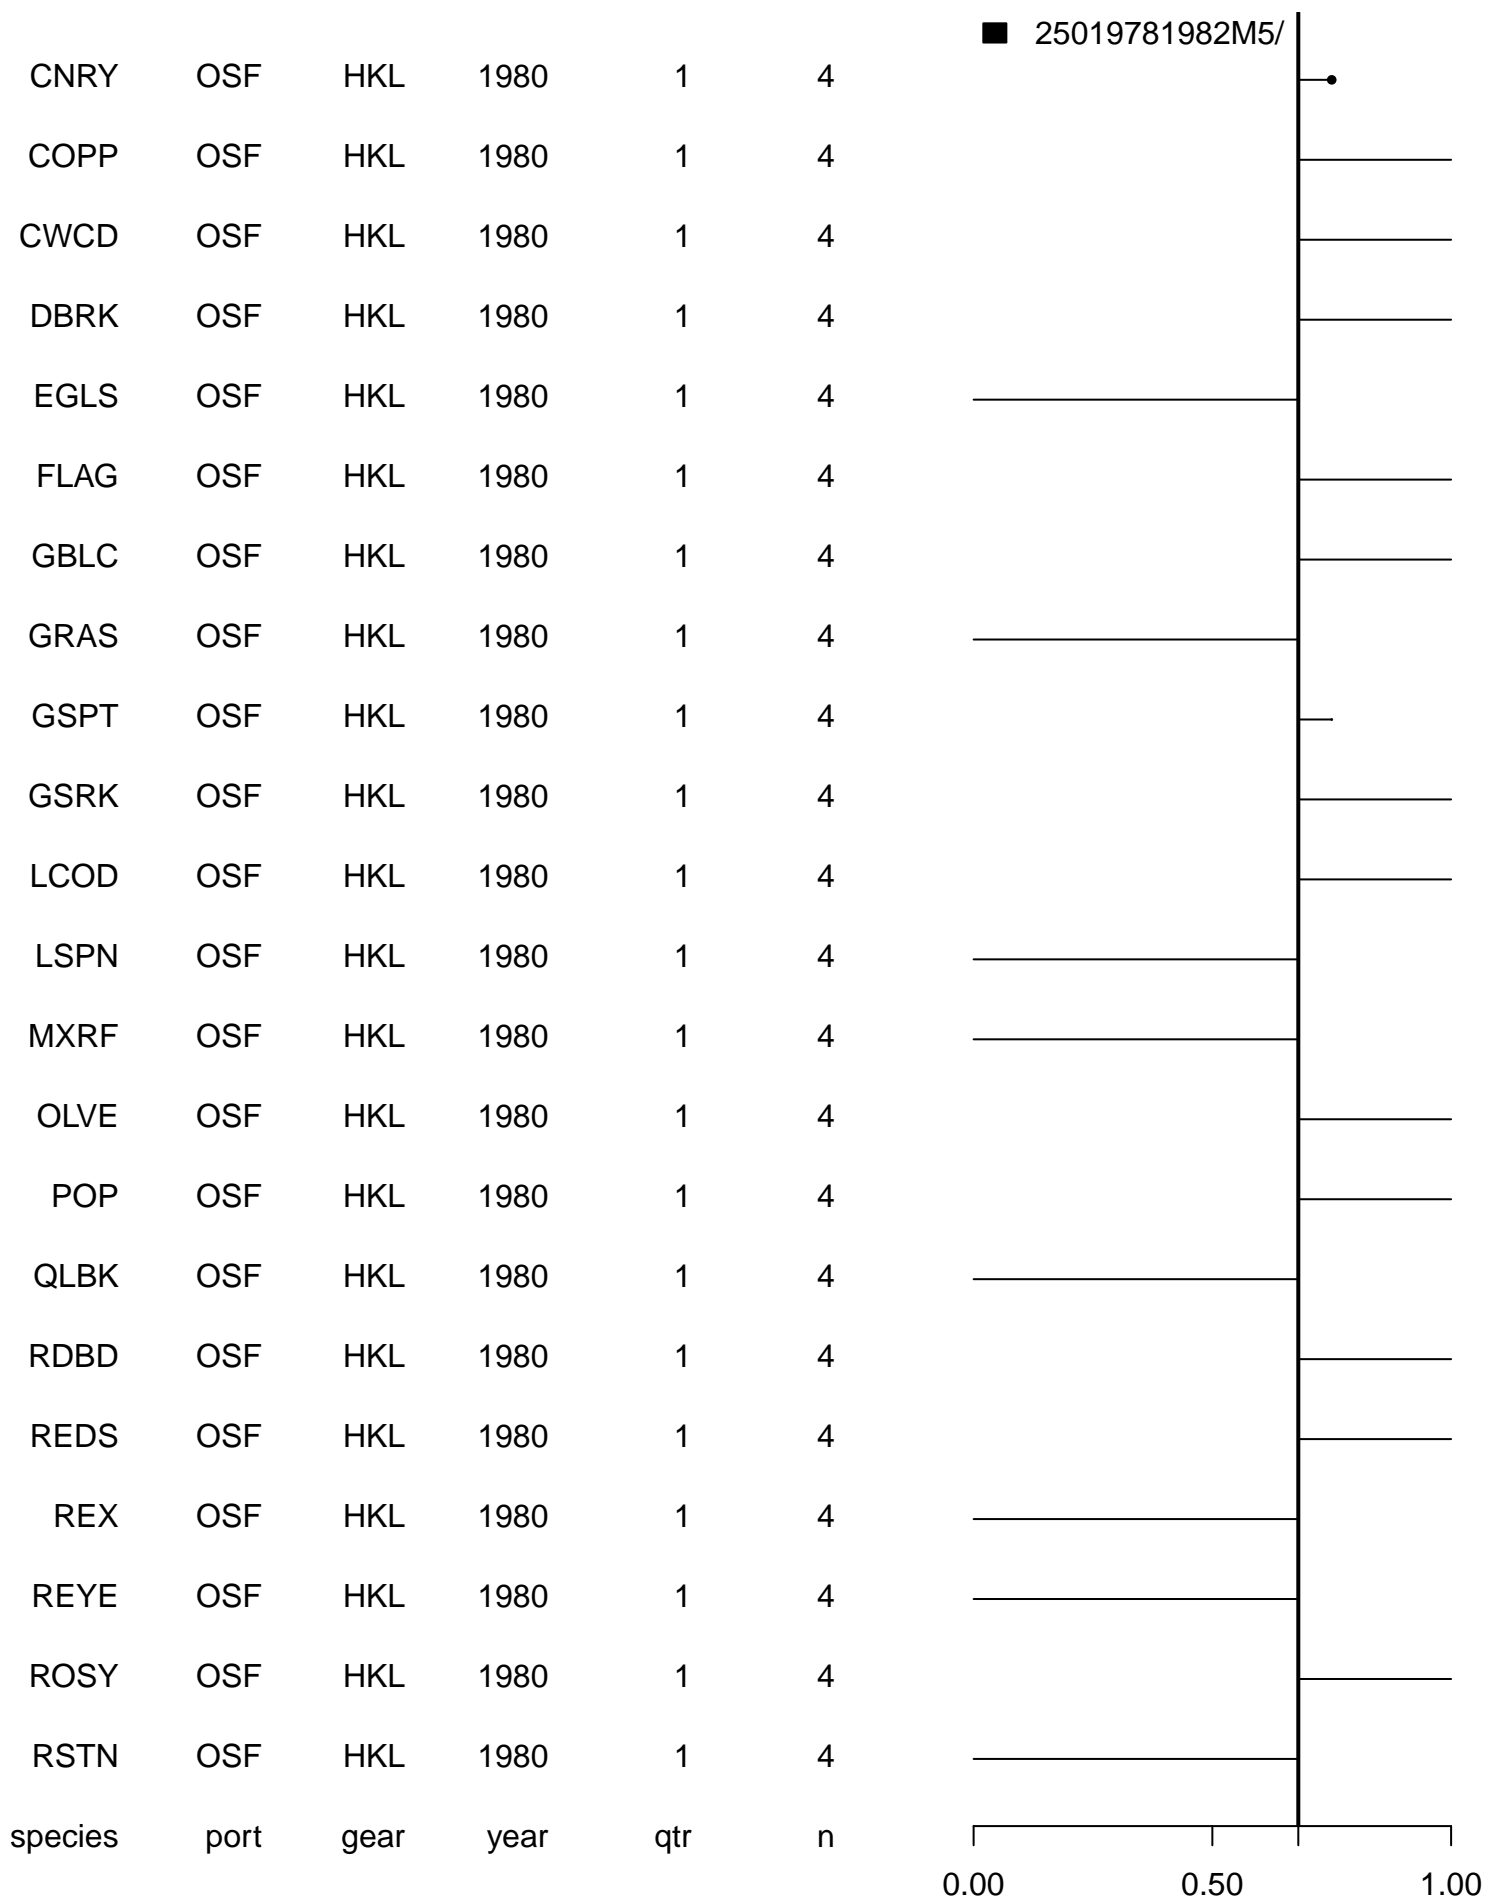 25019781982M5/
CNRY OSF HKL 1980 1 4
COPP OSF HKL 1980 1 4
CWCD OSF HKL 1980 1 4
DBRK OSF HKL 1980 1 4
EGLS OSF HKL 1980 1 4
FLAG OSF HKL 1980 1 4
GBLC OSF HKL 1980 1 4
GRAS OSF HKL 1980 1 4
GSPT OSF HKL 1980 1 4
GSRK OSF HKL 1980 1 4
LCOD OSF HKL 1980 1 4
LSPN OSF HKL 1980 1 4
MXRF OSF HKL 1980 1 4
OLVE OSF HKL 1980 1 4
POP OSF HKL 1980 1 4
QLBK OSF HKL 1980 1 4
RDBD OSF HKL 1980 1 4
REDS OSF HKL 1980 1 4
REX OSF HKL 1980 1 4
REYE OSF HKL 1980 1 4
ROSY OSF HKL 1980 1 4
RSTN OSF HKL 1980 1 4
species port gear year qtr n
0.00 0.50 1.00